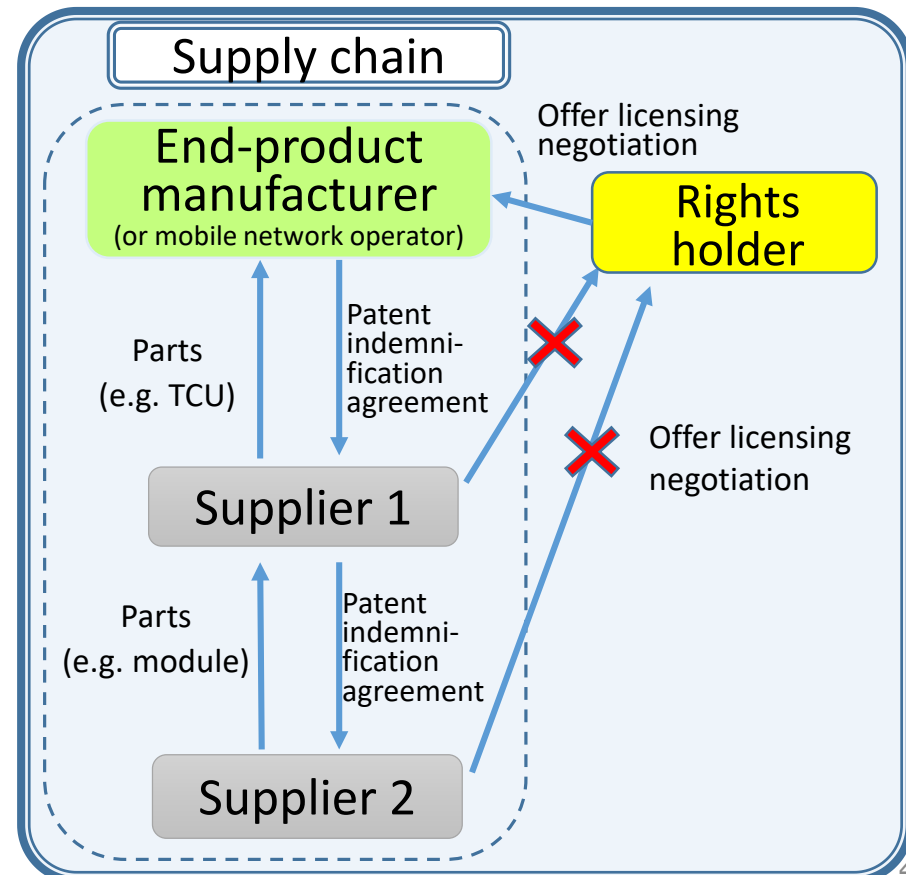 Supply chain
Offer licensing
negotiation
End-product
manufacturer
(or mobile network operator)
Rights
holder
Parts
(e.g. TCU)
Patent
indemni-
fication
agreement
Offer licensing
negotiation
Supplier 1
Parts
(e.g. module)
Patent
indemni-
fication
agreement
Supplier 2